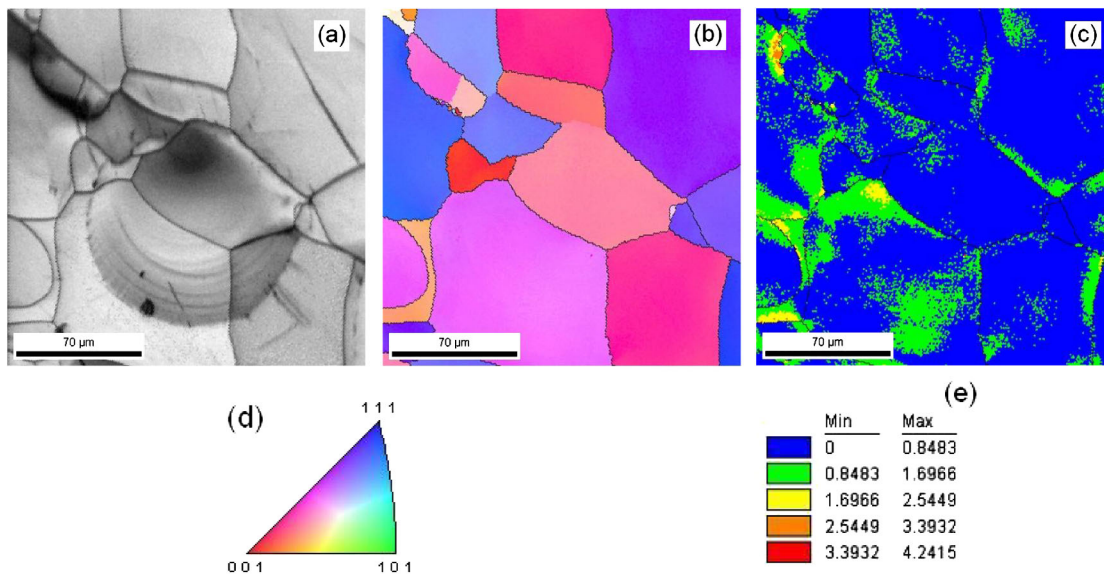 (a)
(b)
(c)
70 µm
70 µm
70 µm
(d)
1 1 1
0 0 1
1 0 1
(e)
Min Max
0 0.8483
0.8483 1.6966
1.6966 2.5449
2.5449 3.3932
3.3932 4.2415